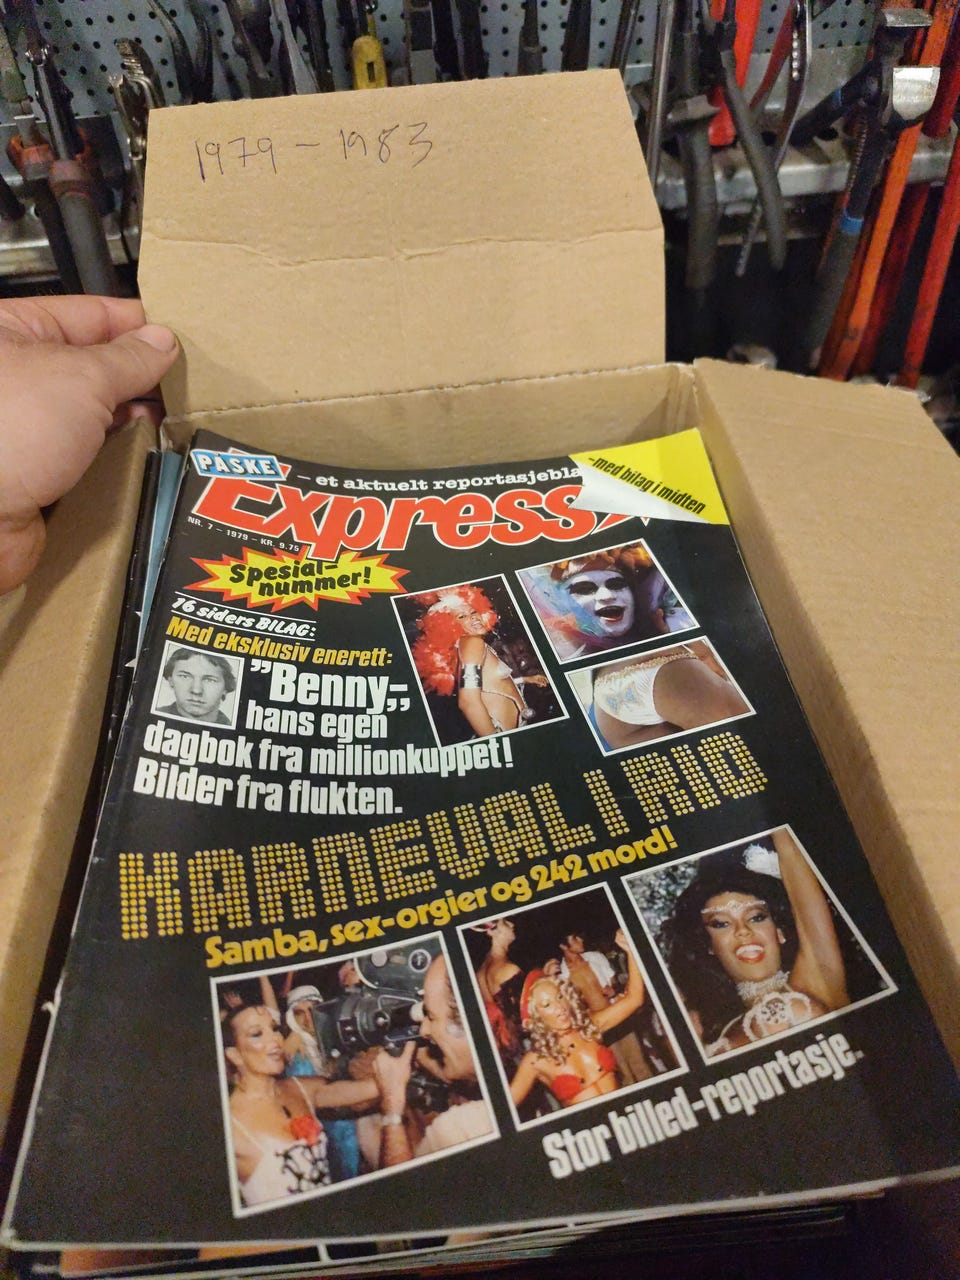 1979 - 1983
PÅSKE
- et aktuelt reportasjebla
-med bilag i midten
Express
NR. 7 - 1979 - KR. 9.75
Spesial-
nummer!
16 siders BILAG:
Med eksklusiv enerett:
"Benny,,
hans egen
dagbok fra millionkuppet!
Bilder fra flukten.
KARNEVAL I RIO
Samba, sex-orgier og 242 mord!
Stor billed-reportasje.